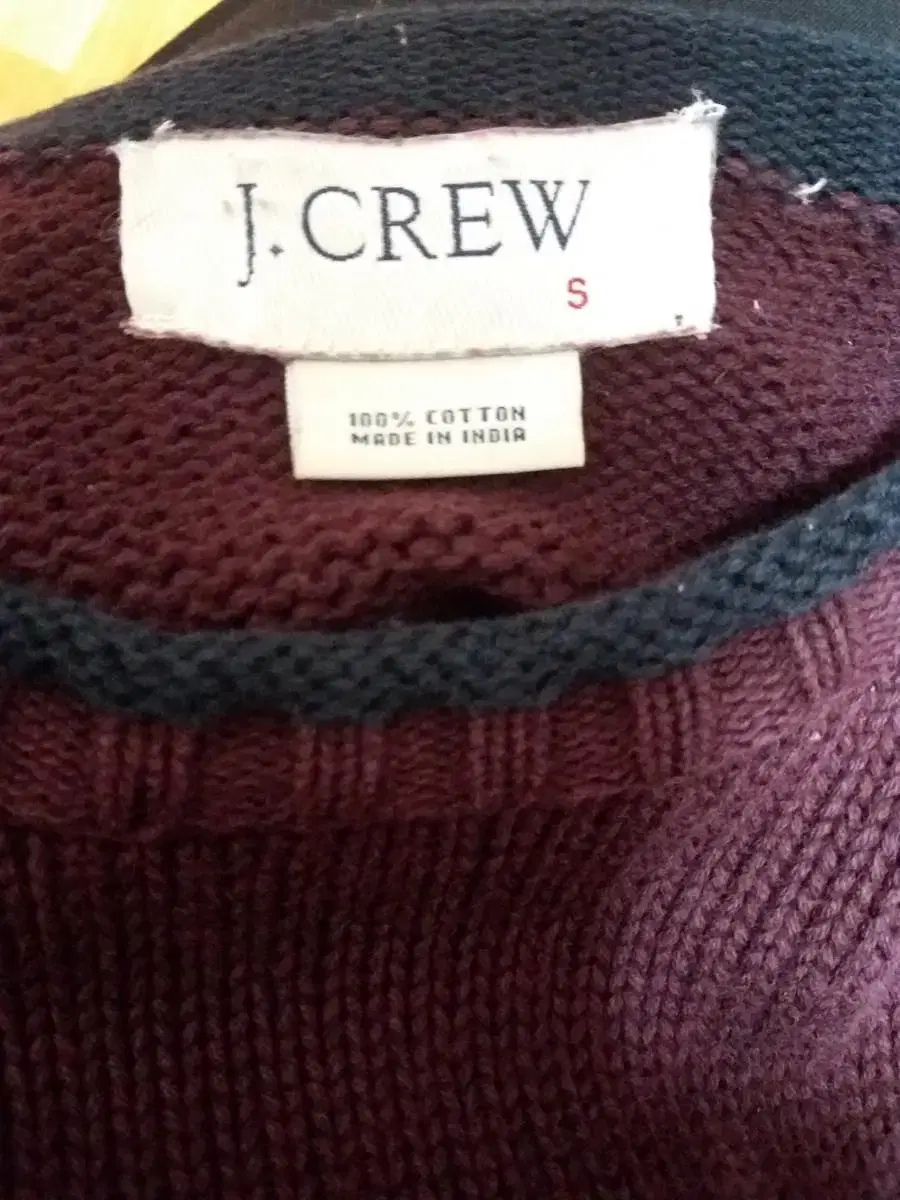 J.CREW
S
T
100% COTTON
MADE IN INDIA